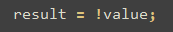 result = !value;